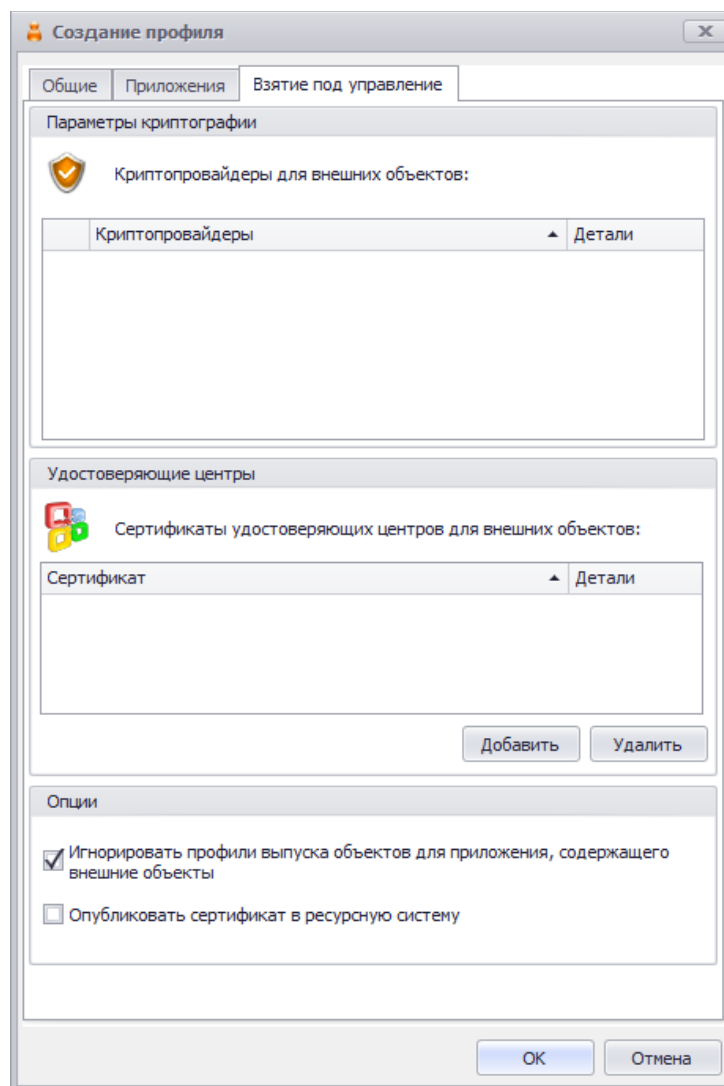 Создание профиля
Общие Приложения Взятие под управление
Параметры криптографии
Криптопровайдеры для внешних объектов:
Криптопровайдеры Детали
Удостоверяющие центры
Сертификаты удостоверяющих центров для внешних объектов:
Сертификат Детали
Добавить Удалить
Опции
Игнорировать профили выпуска объектов для приложения, содержащего
внешние объекты
Опубликовать сертификат в ресурсную систему
ОК Отмена